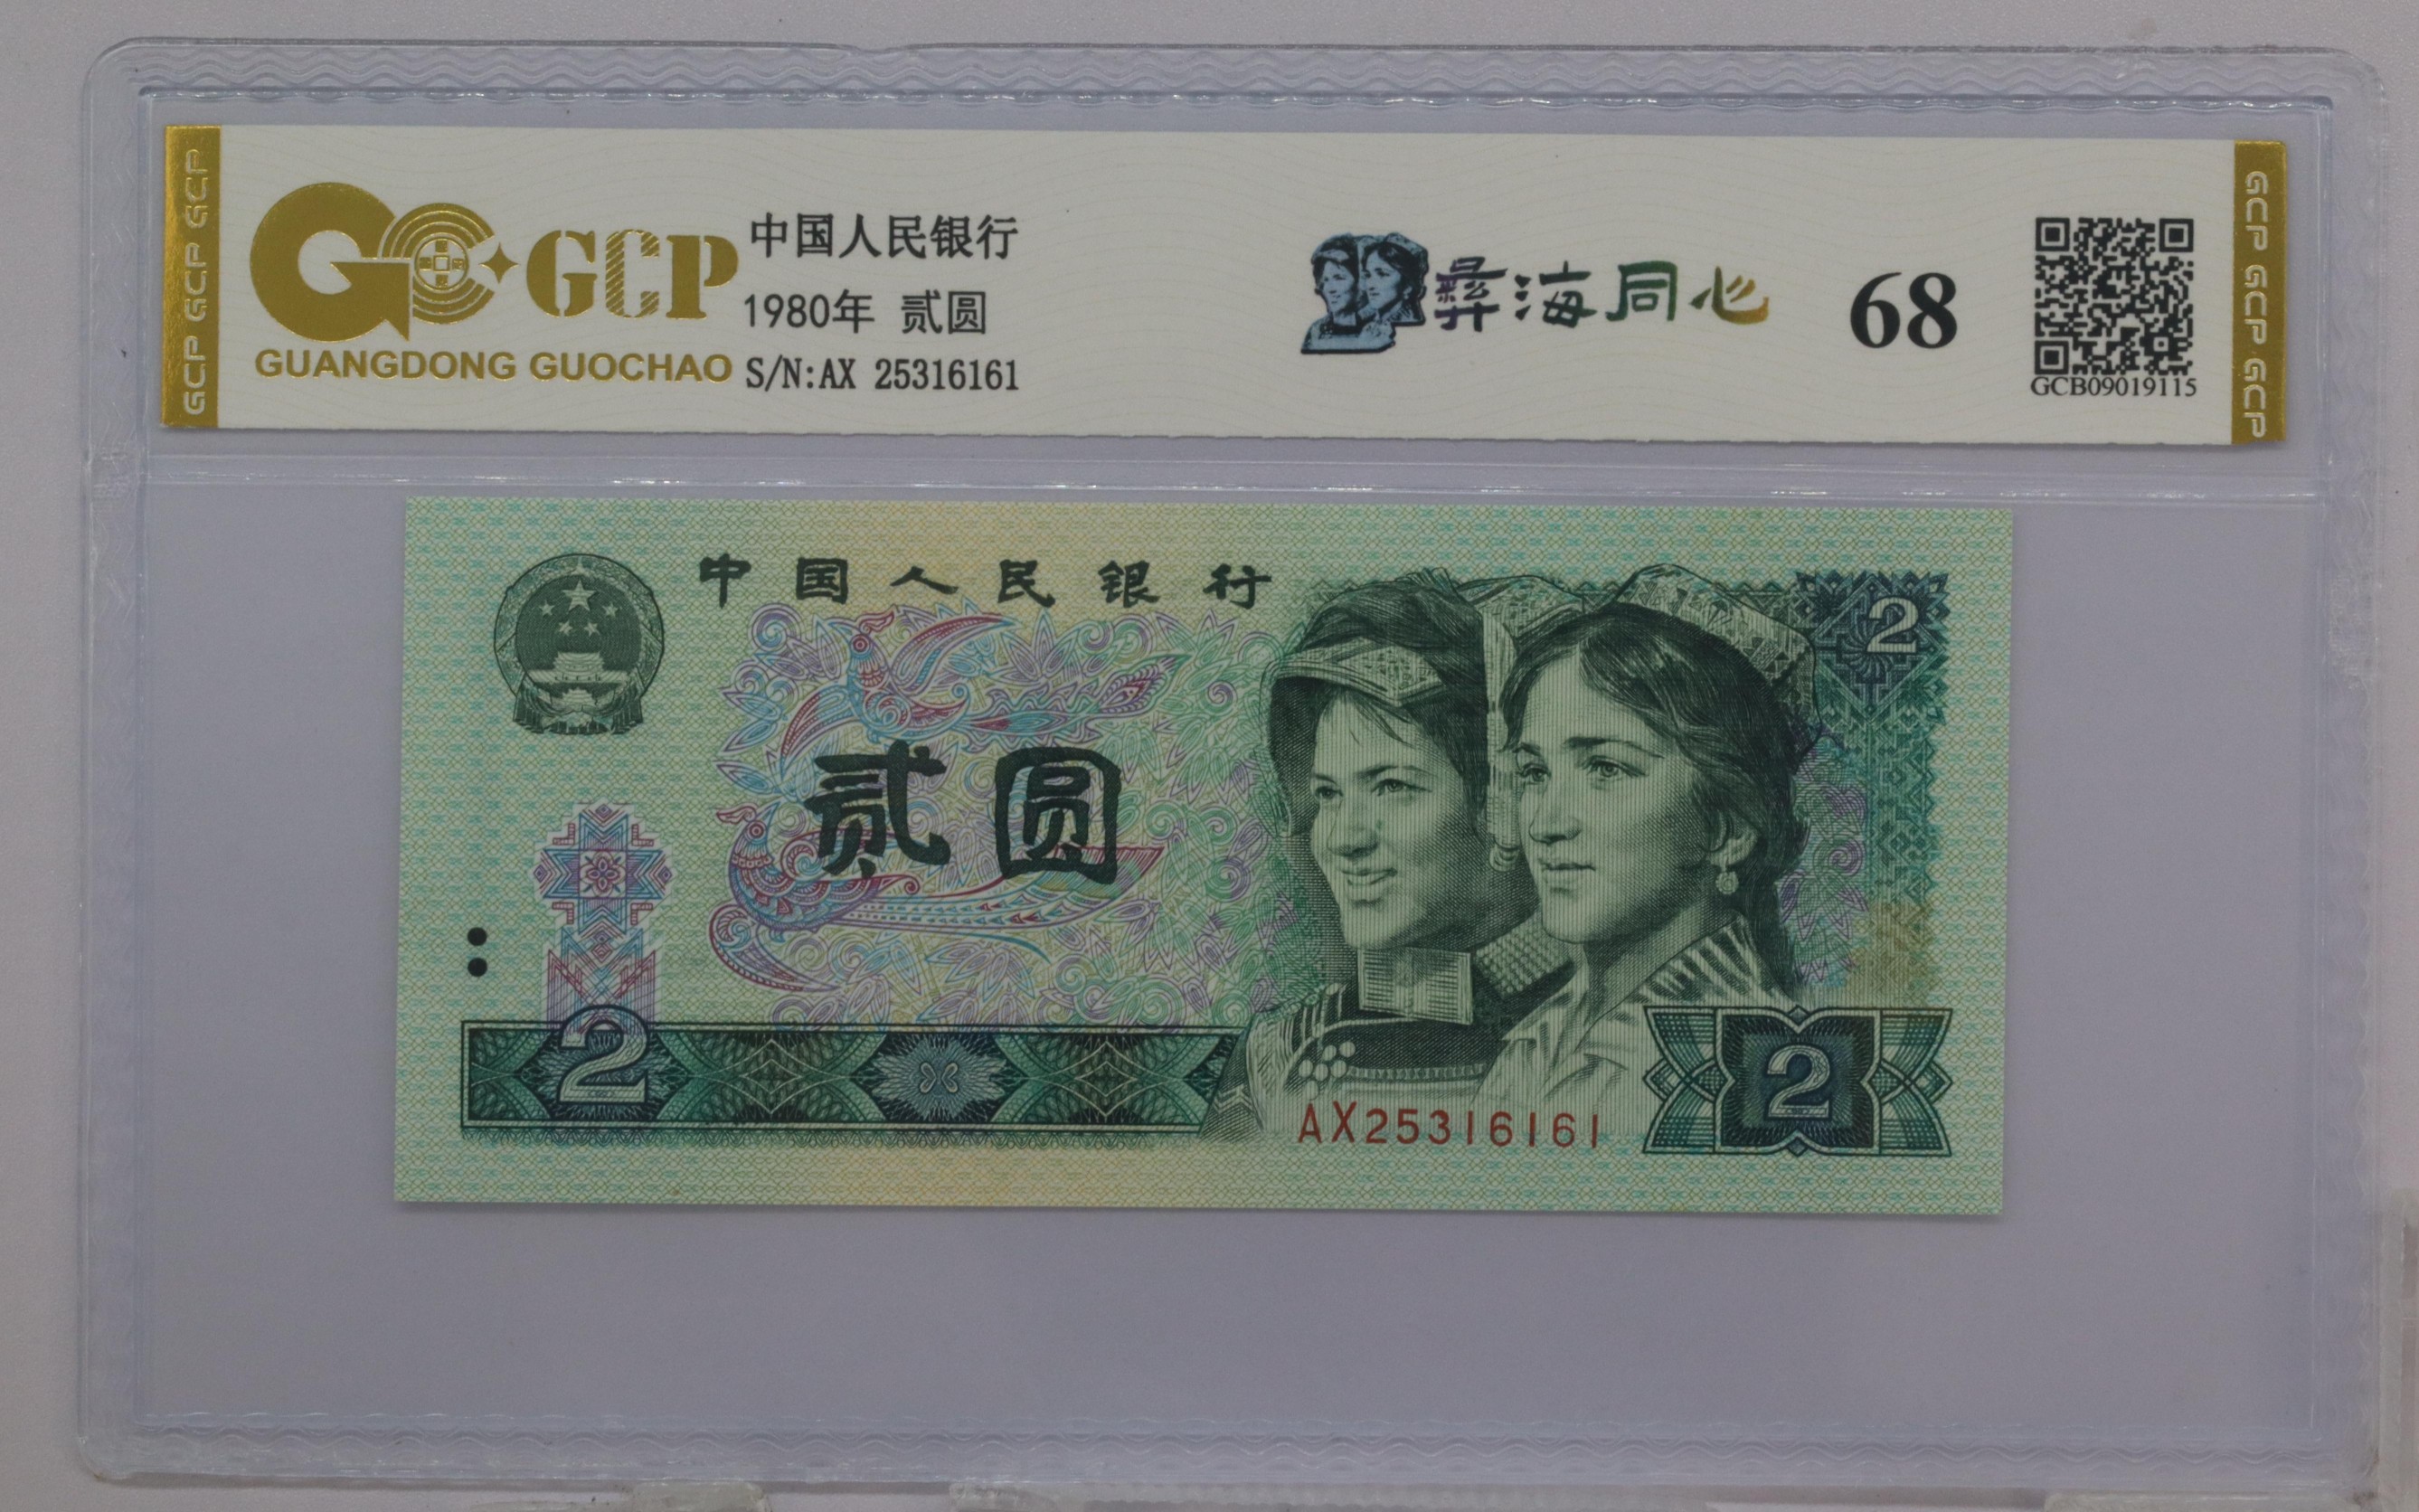 GCP GCP GCP
GCP
GUANGDONG GUOCHAO
中国人民银行
1980年 贰圆
S/N:AX 25316161
彝海同心
68
GCB09019115
GCP GCP GCP
中国人民银行
2
贰圆
2
AX25316161
2